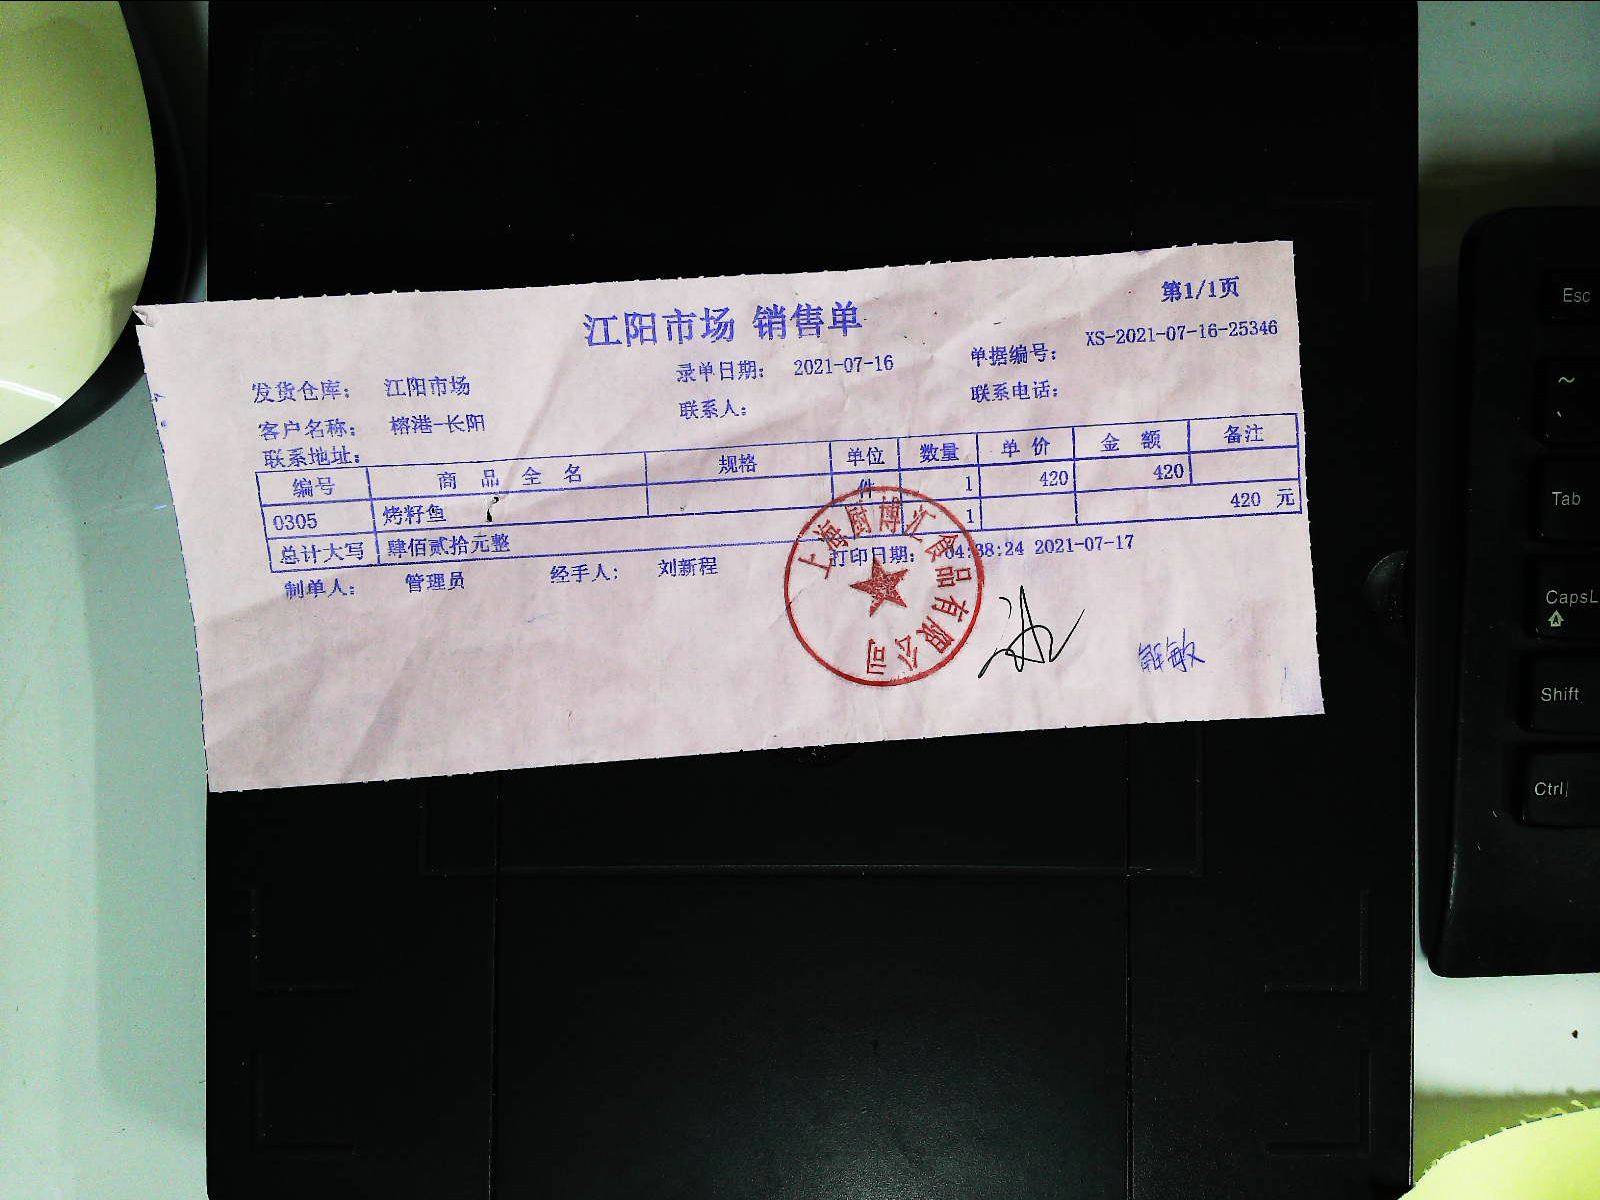 第1/1页
江阳市场 销售单
发货仓库： 江阳市场 录单日期： 2021-07-16 单据编号： XS-2021-07-16-25346
客户名称： 榕港-长阳 联系人： 联系电话：
联系地址：
编号 商品全名 规格 单位 数量 单价 金额 备注
0305 烤籽鱼 件 1 420 420
总计大写 肆佰贰拾元整 1 420 元
制单人： 管理员 经手人： 刘新程 打印日期： 04:38:24 2021-07-17
上海厨博汇食品有限公司
Esc
~
、
Tab
CapsL
Shift
Ctrl